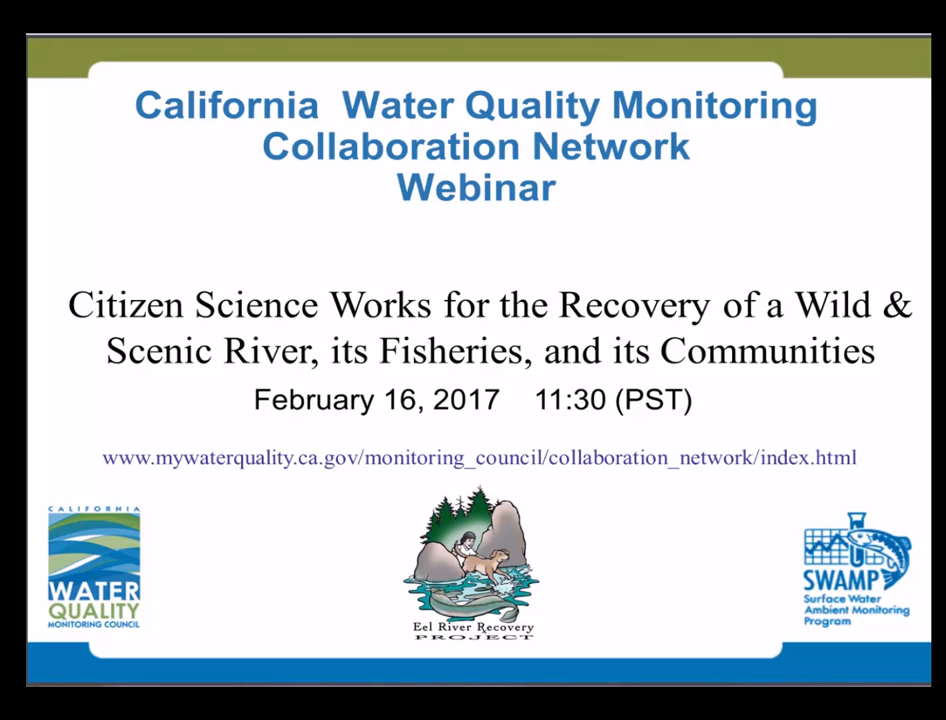 California Water Quality Monitoring
Collaboration Network
Webinar
Citizen Science Works for the Recovery of a Wild &
Scenic River, its Fisheries, and its Communities
February 16, 2017 11:30 (PST)
www.mywaterquality.ca.gov/monitoring_council/collaboration_network/index.html
CALIFORNIA
WATER
QUALITY
MONITORING COUNCIL
Eel River Recovery
PROJECT
SWAMP
Surface Water
Ambient Monitoring
Program